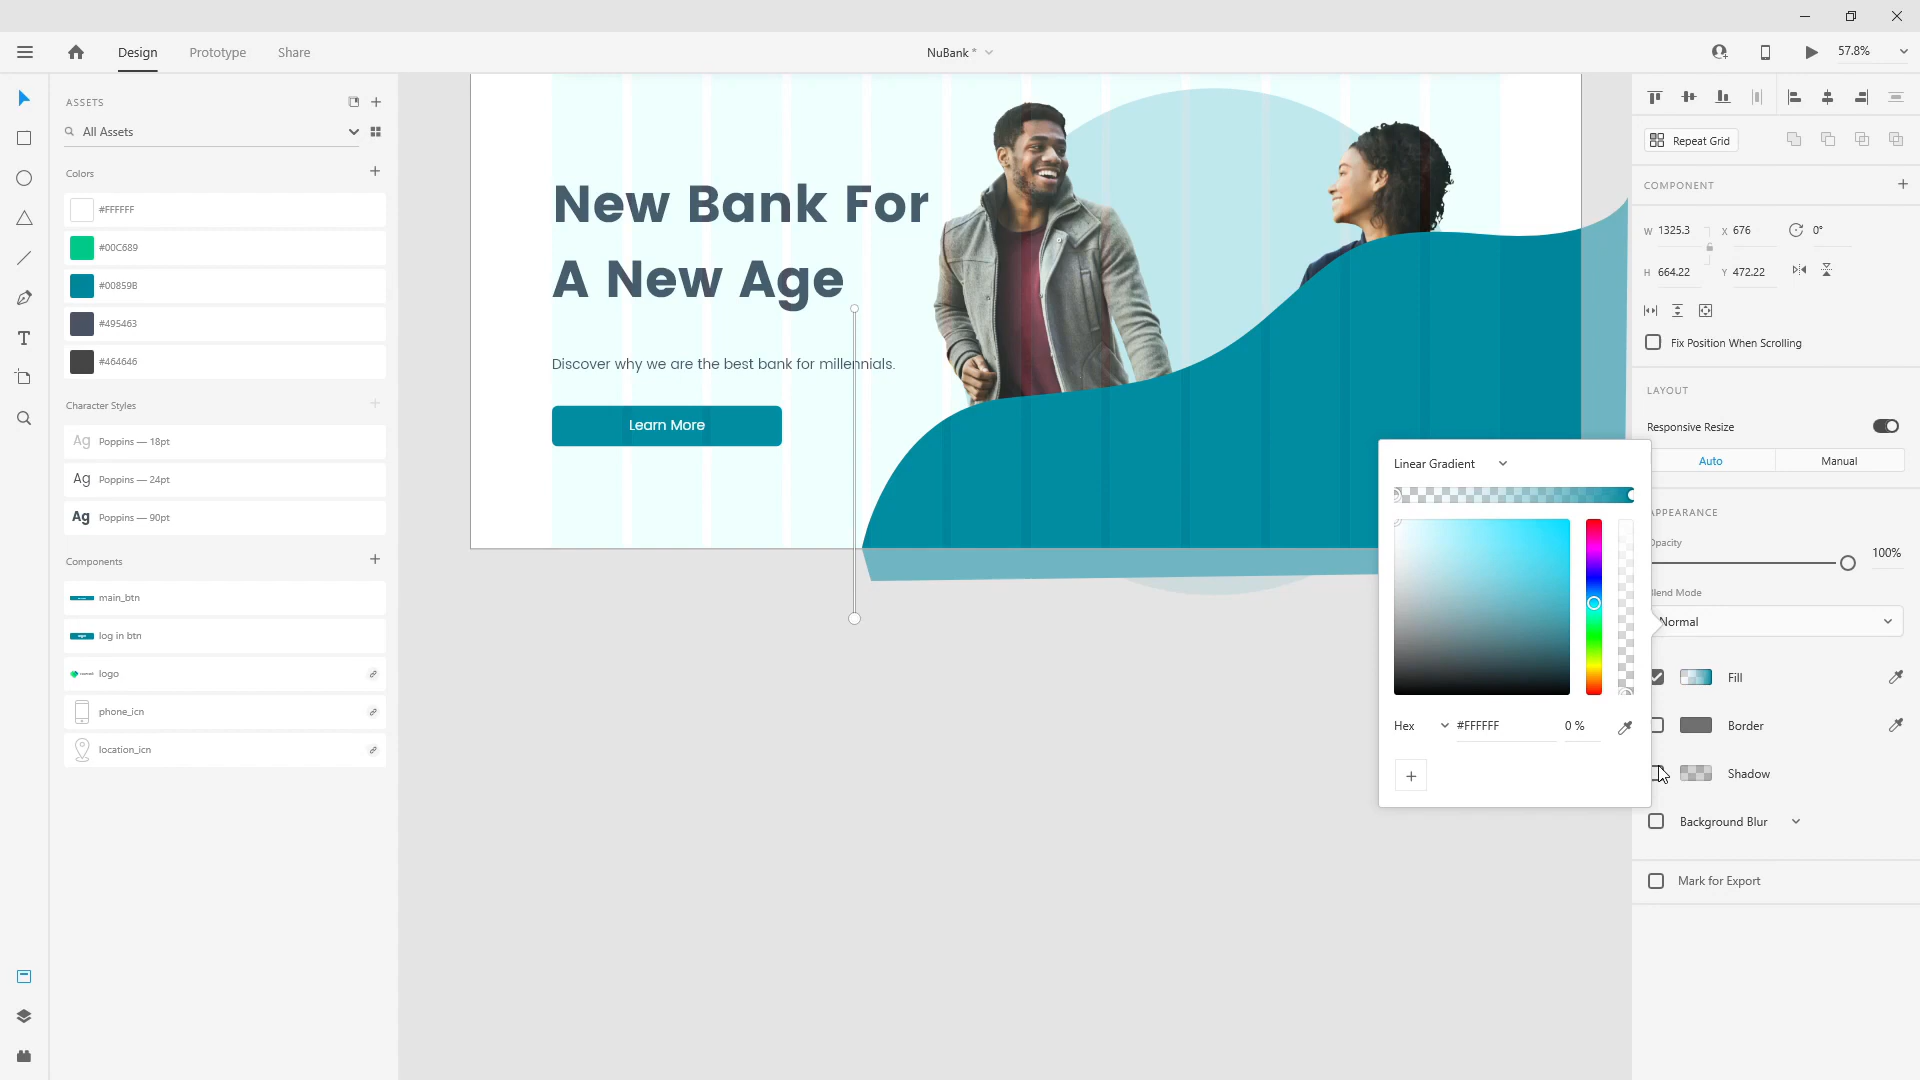 Design
Prototype
Share
NuBank *
57.8%
ASSETS
All Assets
Colors
#FFFFFF
#00C689
#00859B
#495463
#464646
Character Styles
Ag Poppins — 18pt
Ag Poppins — 24pt
Ag Poppins — 90pt
Components
main_btn
log in btn
logo
phone_icn
location_icn
New Bank For
A New Age
Discover why we are the best bank for millennials.
Learn More
Linear Gradient
Hex
#FFFFFF
0 %
Repeat Grid
COMPONENT
W 1325.3
X 676
0°
H 664.22
Y 472.22
Fix Position When Scrolling
LAYOUT
Responsive Resize
Auto
Manual
APPEARANCE
Opacity
100%
Blend Mode
Normal
Fill
Border
Shadow
Background Blur
Mark for Export